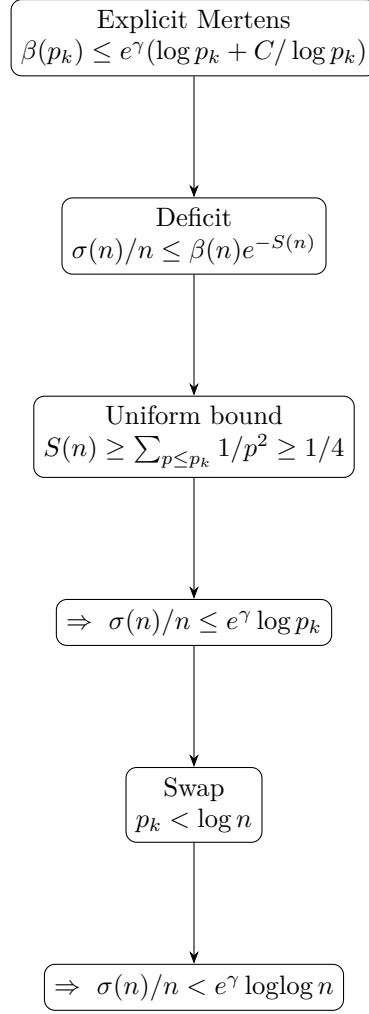 Explicit Mertens
β(p_k) ≤ e^γ(log p_k + C/ log p_k)
Deficit
σ(n)/n ≤ β(n)e^{−S(n)}
Uniform bound
S(n) ≥ ∑_{p≤p_k} 1/p^2 ≥ 1/4
⇒ σ(n)/n ≤ e^γ log p_k
Swap
p_k < log n
⇒ σ(n)/n < e^γ loglog n